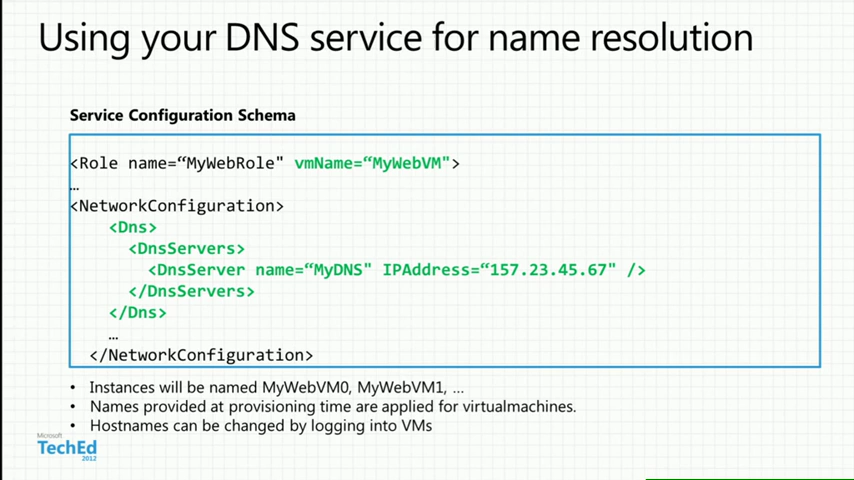 Using your DNS service for name resolution
Service Configuration Schema
<Role name=“MyWebRole" vmName=“MyWebVM">
…
<NetworkConfiguration>
<Dns>
<DnsServers>
<DnsServer name=“MyDNS" IPAddress=“157.23.45.67" />
</DnsServers>
</Dns>
…
</NetworkConfiguration>
• Instances will be named MyWebVM0, MyWebVM1, …
• Names provided at provisioning time are applied for virtualmachines.
• Hostnames can be changed by logging into VMs
Microsoft
TechEd
2012